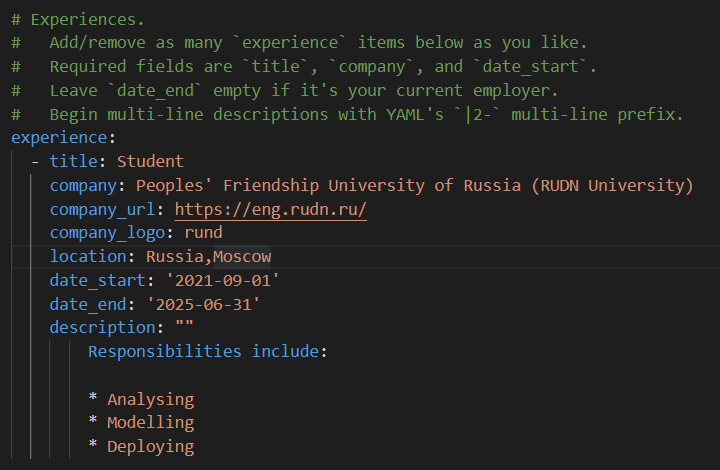 # Experiences.
#   Add/remove as many `experience` items below as you like.
#   Required fields are `title`, `company`, and `date_start`.
#   Leave `date_end` empty if it's your current employer.
#   Begin multi-line descriptions with YAML's `|2-` multi-line prefix.
experience:
  - title: Student
    company: Peoples' Friendship University of Russia (RUDN University)
    company_url: https://eng.rudn.ru/
    company_logo: rund
    location: Russia,Moscow
    date_start: '2021-09-01'
    date_end: '2025-06-31'
    description: ""
        Responsibilities include:

        * Analysing
        * Modelling
        * Deploying